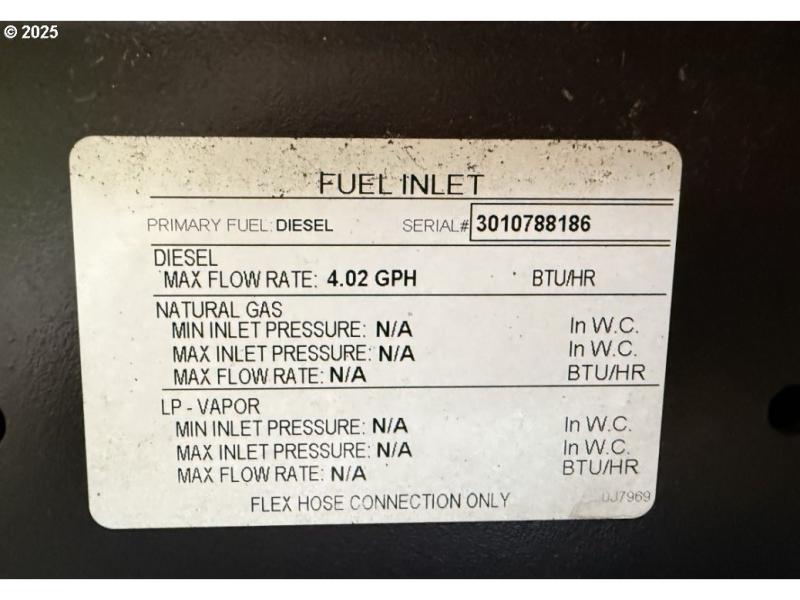 © 2025
FUEL INLET
PRIMARY FUEL: DIESEL SERIAL# 3010788186
DIESEL
MAX FLOW RATE: 4.02 GPH BTU/HR
NATURAL GAS
MIN INLET PRESSURE: N/A In W.C.
MAX INLET PRESSURE: N/A In W.C.
MAX FLOW RATE: N/A BTU/HR
LP - VAPOR
MIN INLET PRESSURE: N/A In W.C.
MAX INLET PRESSURE: N/A In W.C.
MAX FLOW RATE: N/A BTU/HR
FLEX HOSE CONNECTION ONLY